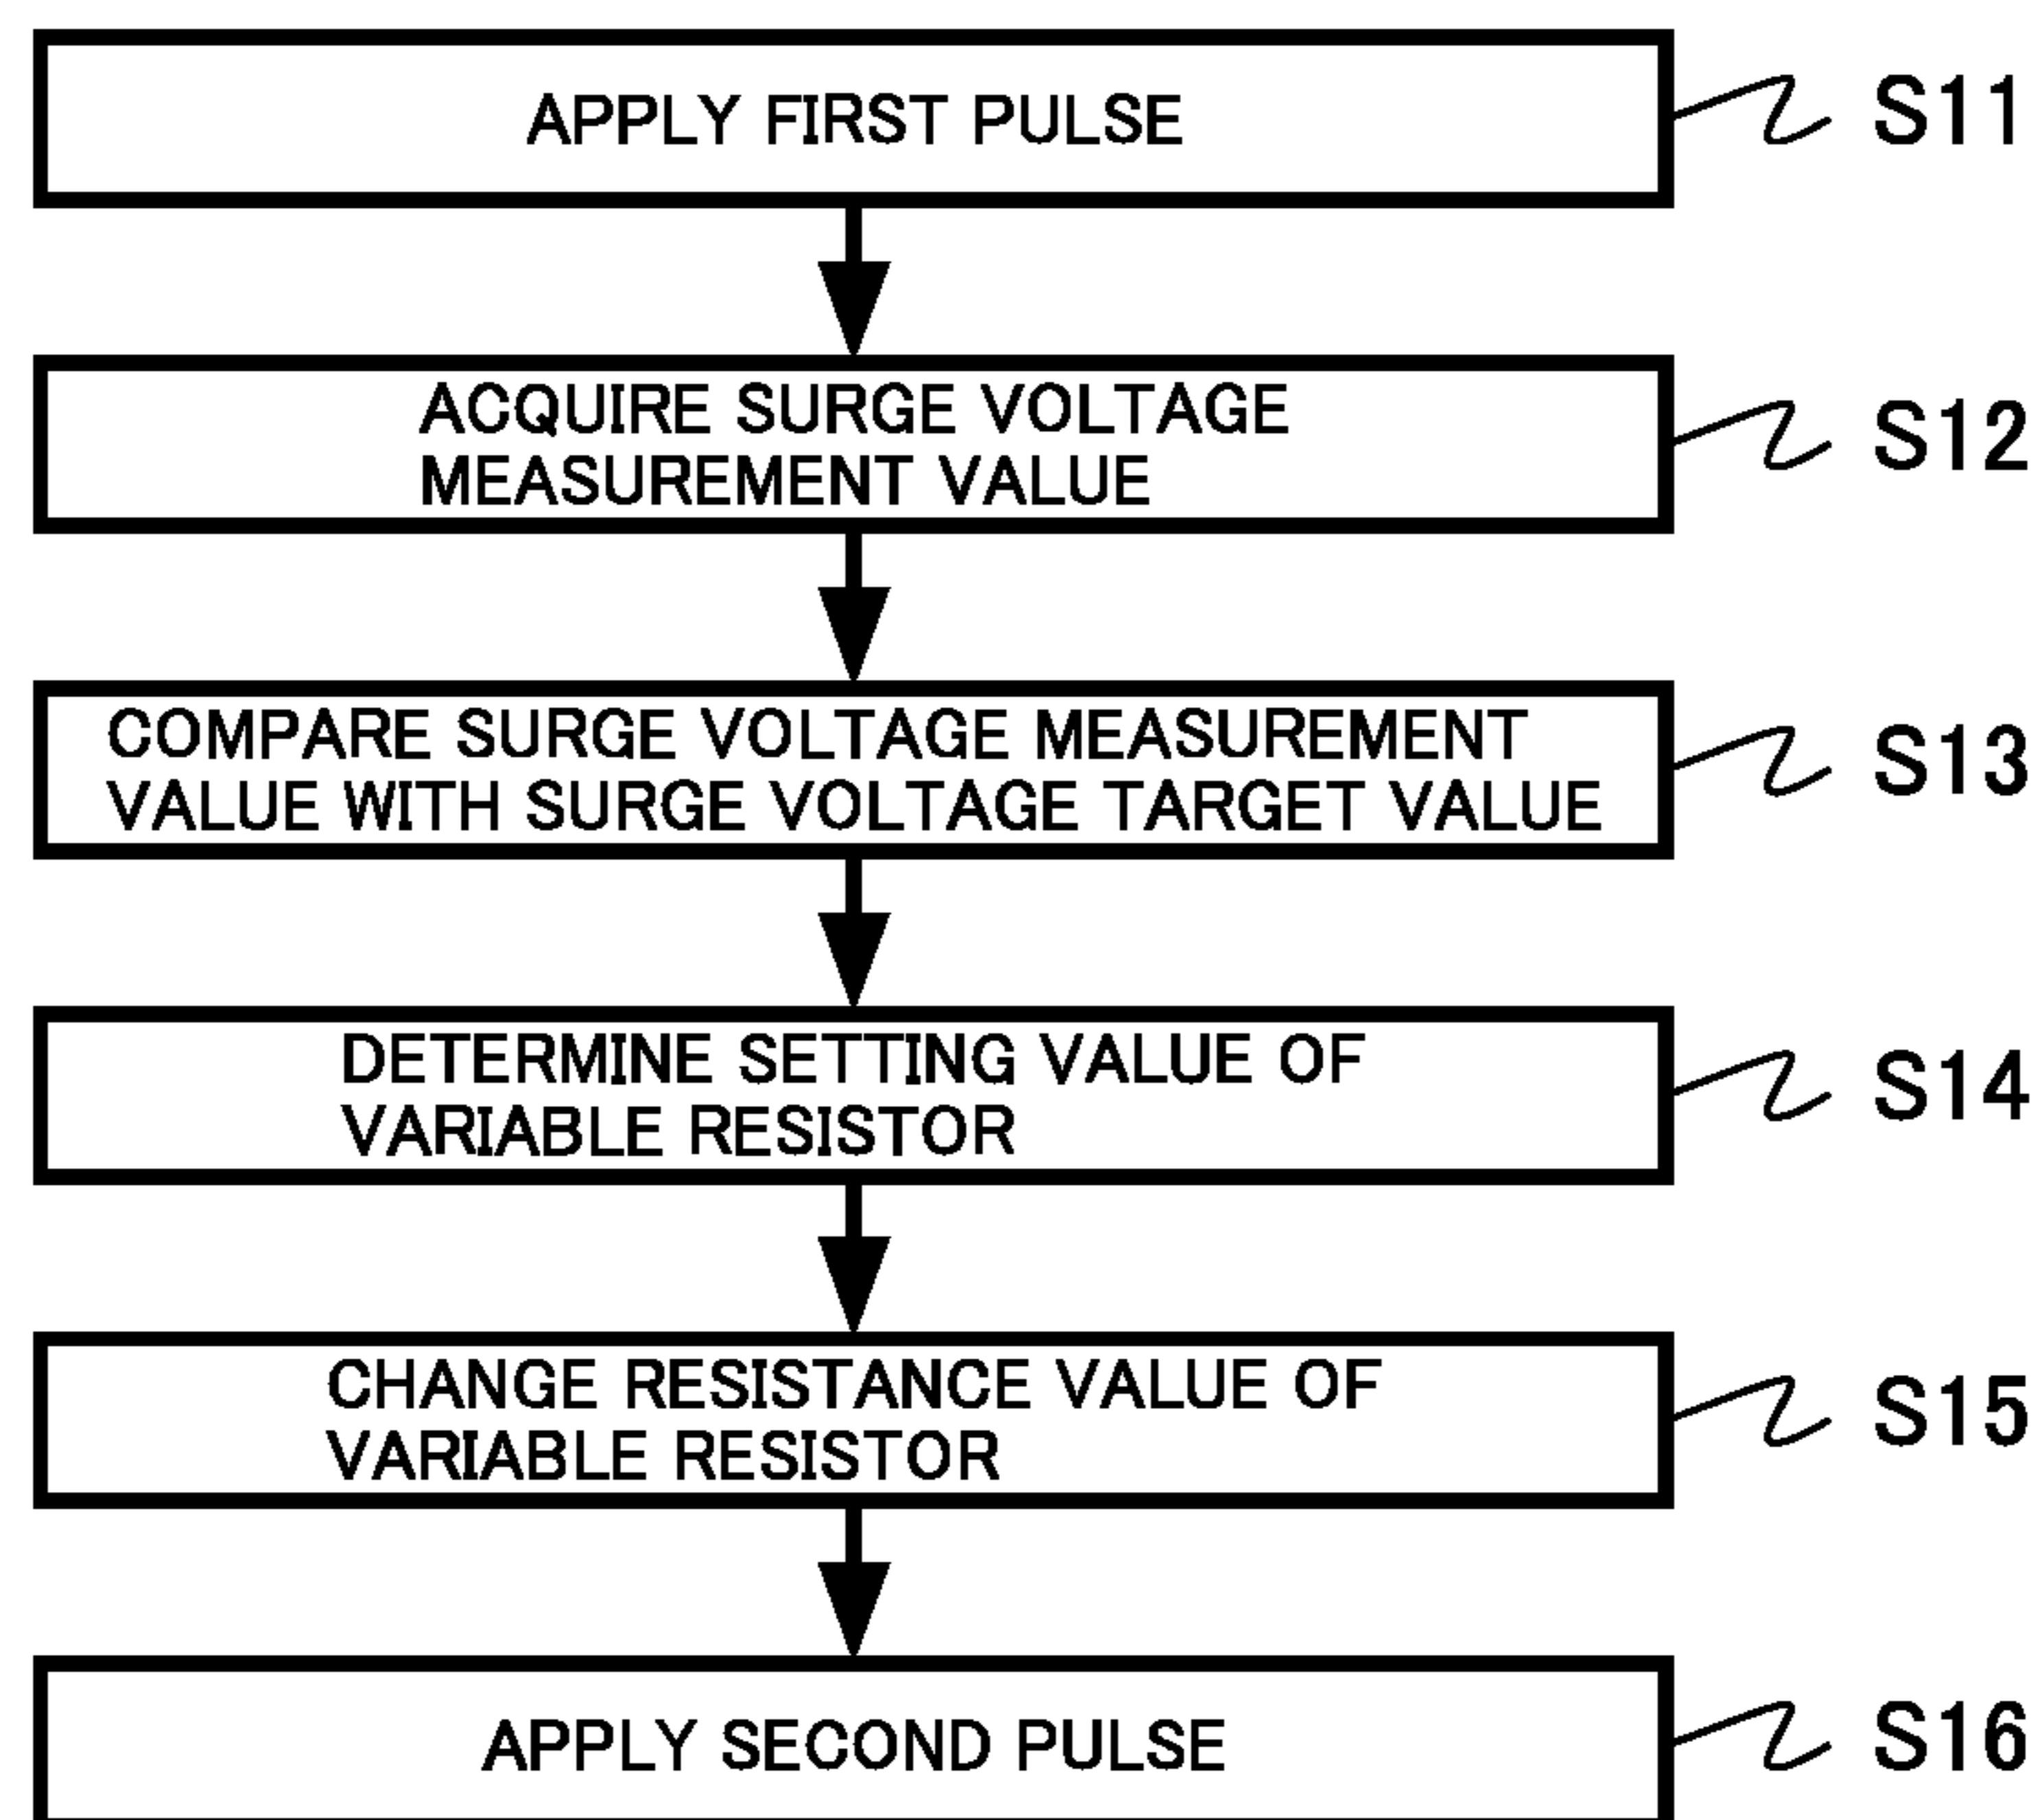 APPLY FIRST PULSE
S11
ACQUIRE SURGE VOLTAGE
MEASUREMENT VALUE
S12
COMPARE SURGE VOLTAGE MEASUREMENT
VALUE WITH SURGE VOLTAGE TARGET VALUE
S13
DETERMINE SETTING VALUE OF
VARIABLE RESISTOR
S14
CHANGE RESISTANCE VALUE OF
VARIABLE RESISTOR
S15
APPLY SECOND PULSE
S16